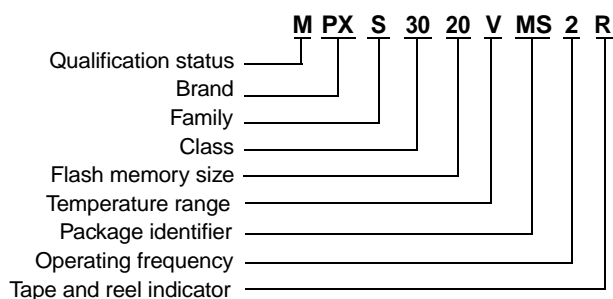 M PX S 30 20 V MS 2 R
Qualification status
Brand
Family
Class
Flash memory size
Temperature range
Package identifier
Operating frequency
Tape and reel indicator